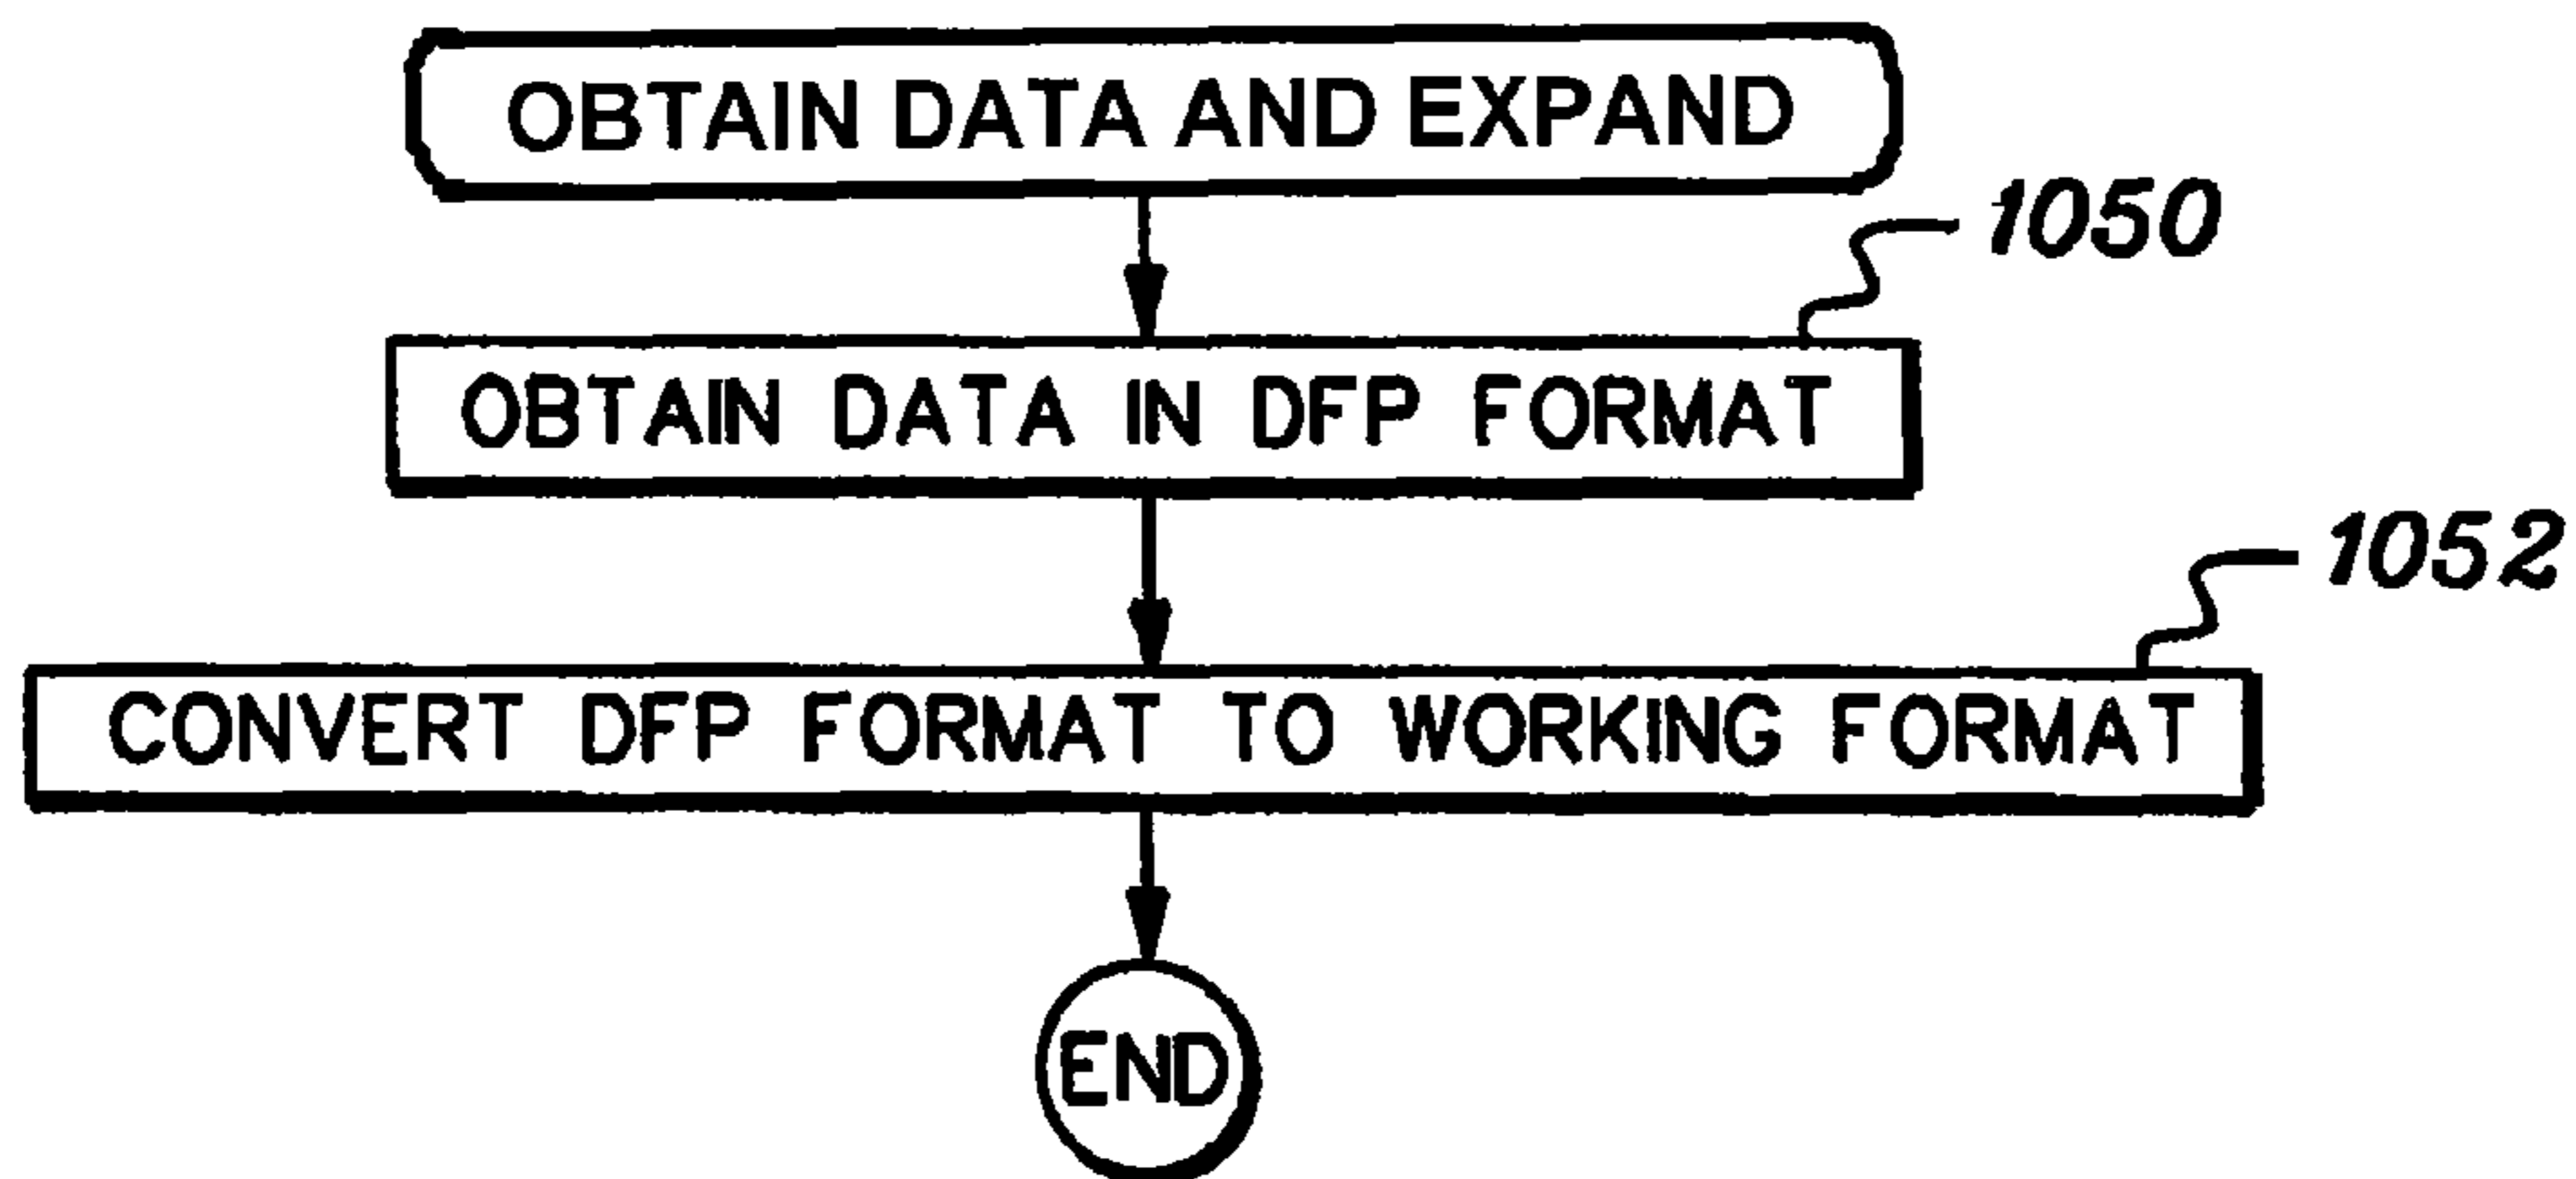 OBTAIN DATA AND EXPAND
1050
OBTAIN DATA IN DFP FORMAT
1052
CONVERT DFP FORMAT TO WORKING FORMAT
END